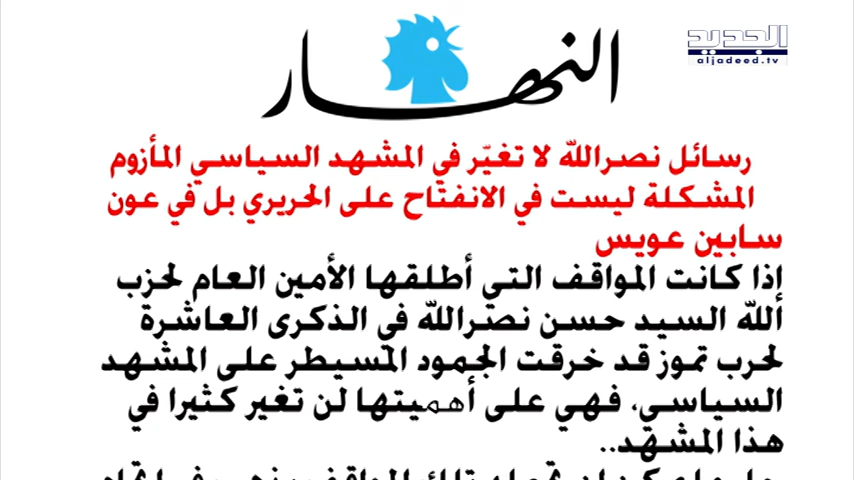 النهار
الجديد
aljadeed.tv
رسائل نصرالله لا تغيّر في المشهد السياسي المأزوم
المشكلة ليست في الانفتاح على الحريري بل في عون
سابين عويس
إذا كانت المواقف التي أطلقها الأمين العام لحزب
الله السيد حسن نصرالله في الذكرى العاشرة
لحرب تموز قد خرقت الجمود المسيطر على المشهد
السياسي، فهي على أهميتها لن تغير كثيرا في
هذا المشهد..